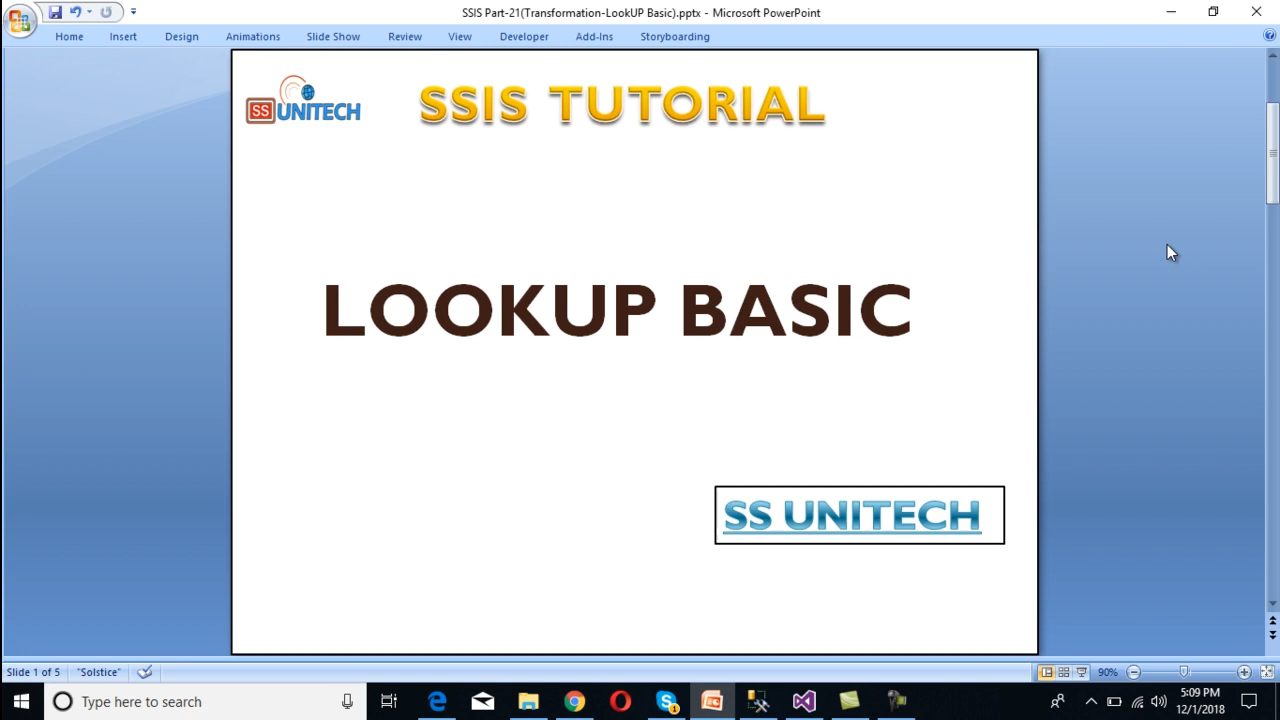 SSIS Part-21(Transformation-LookUP Basic).pptx - Microsoft PowerPoint
Home Insert Design Animations Slide Show Review View Developer Add-Ins Storyboarding
SS UNITECH
SSIS TUTORIAL
LOOKUP BASIC
SS UNITECH
Slide 1 of 5 "Solstice" 90%
Type here to search
1
5:09 PM
12/1/2018